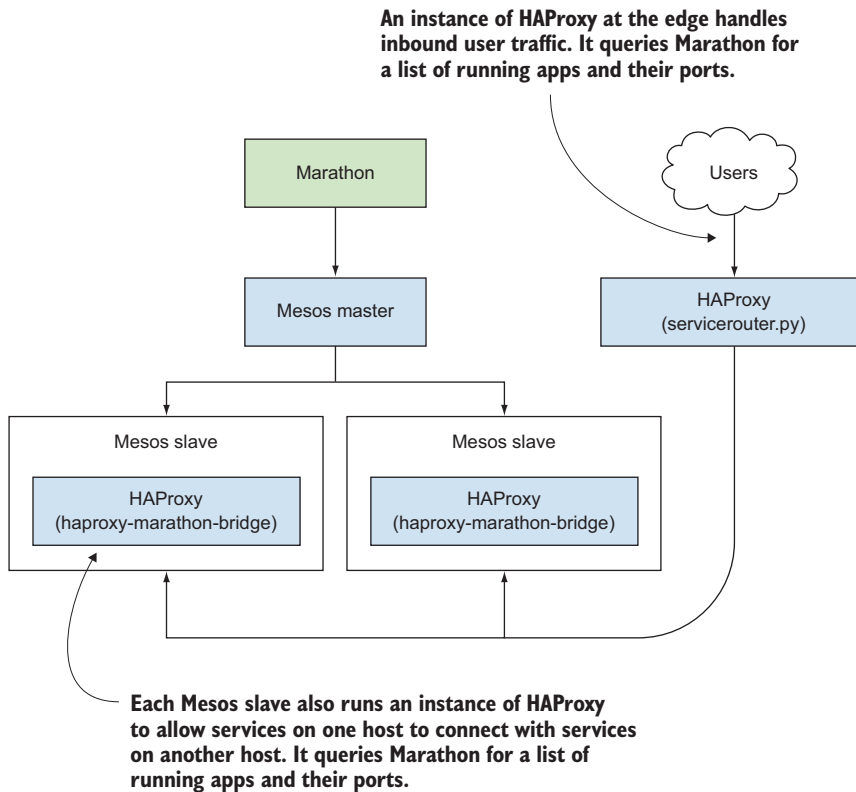 An instance of HAProxy at the edge handles
inbound user traffic. It queries Marathon for
a list of running apps and their ports.
Marathon
Users
Mesos master
HAProxy
(servicerouter.py)
Mesos slave
HAProxy
(haproxy-marathon-bridge)
Mesos slave
HAProxy
(haproxy-marathon-bridge)
Each Mesos slave also runs an instance of HAProxy
to allow services on one host to connect with services
on another host. It queries Marathon for a list of
running apps and their ports.